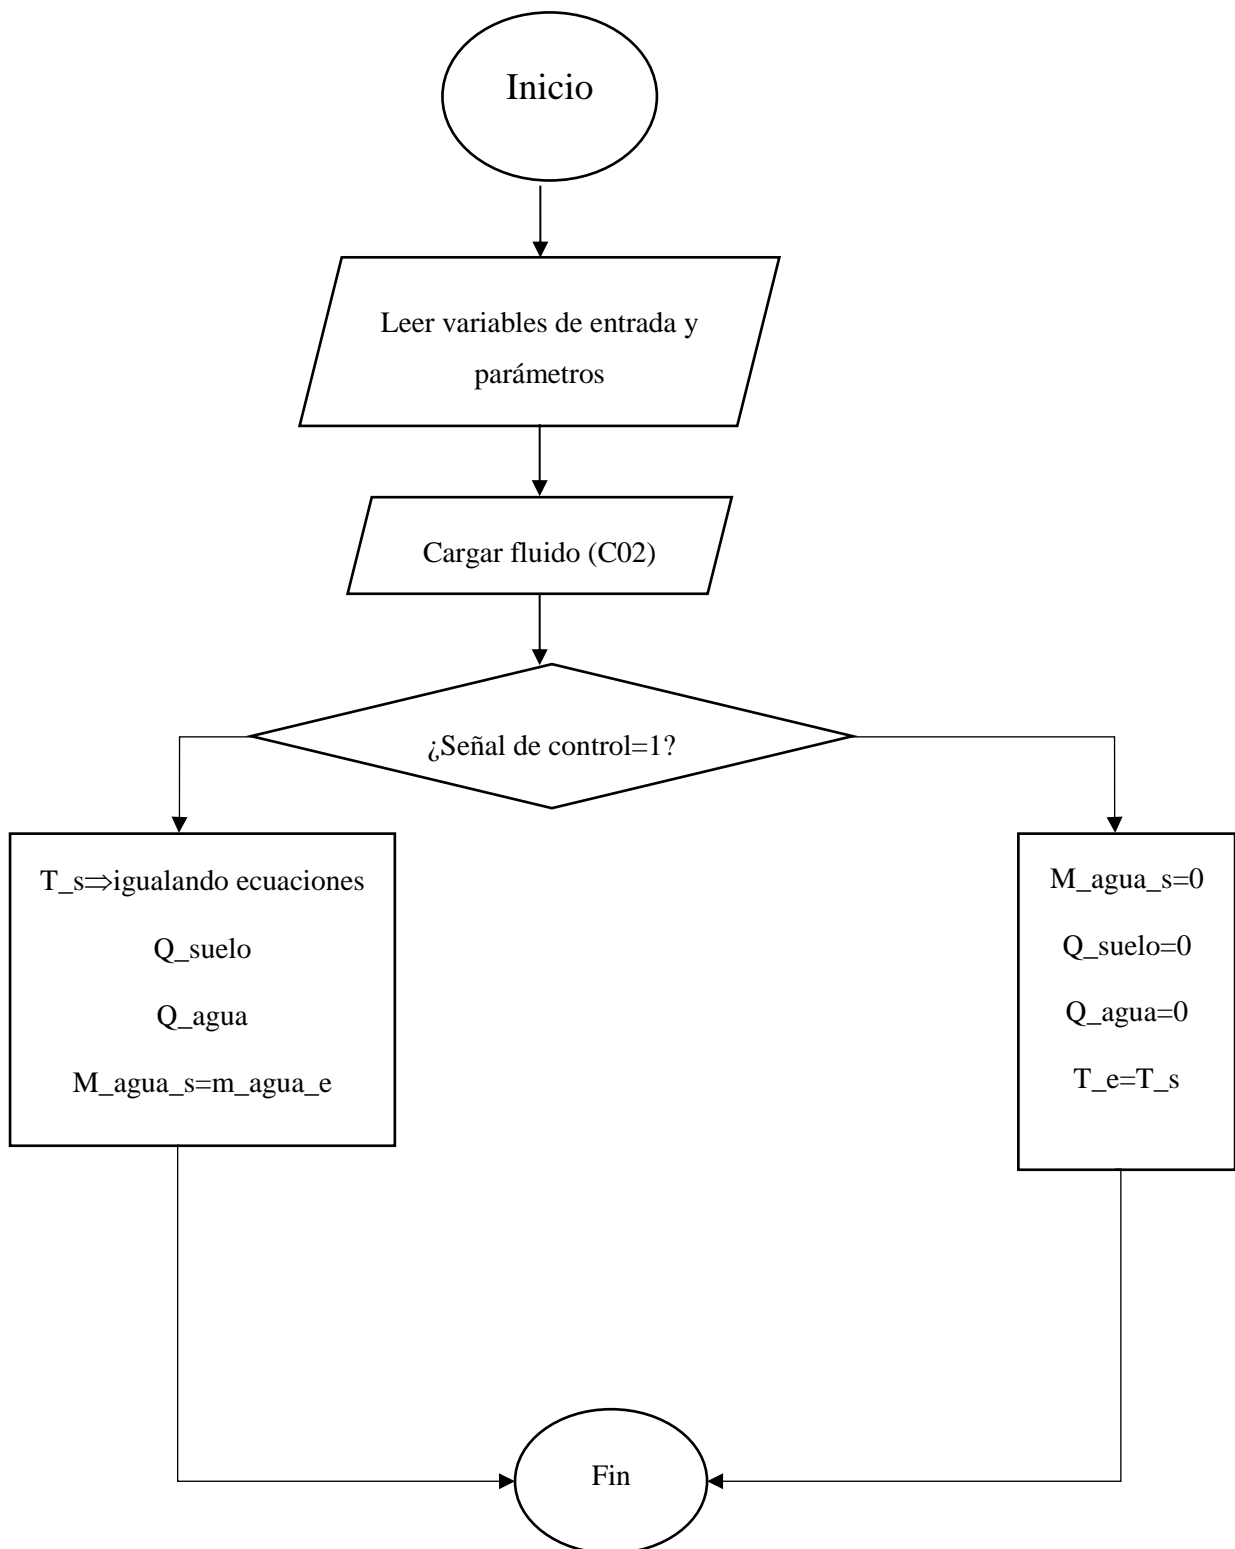 Inicio
Leer variables de entrada y
parámetros
Cargar fluido (C02)
¿Señal de control=1?
T_s⇒igualando ecuaciones
Q_suelo
Q_agua
M_agua_s=m_agua_e
M_agua_s=0
Q_suelo=0
Q_agua=0
T_e=T_s
Fin